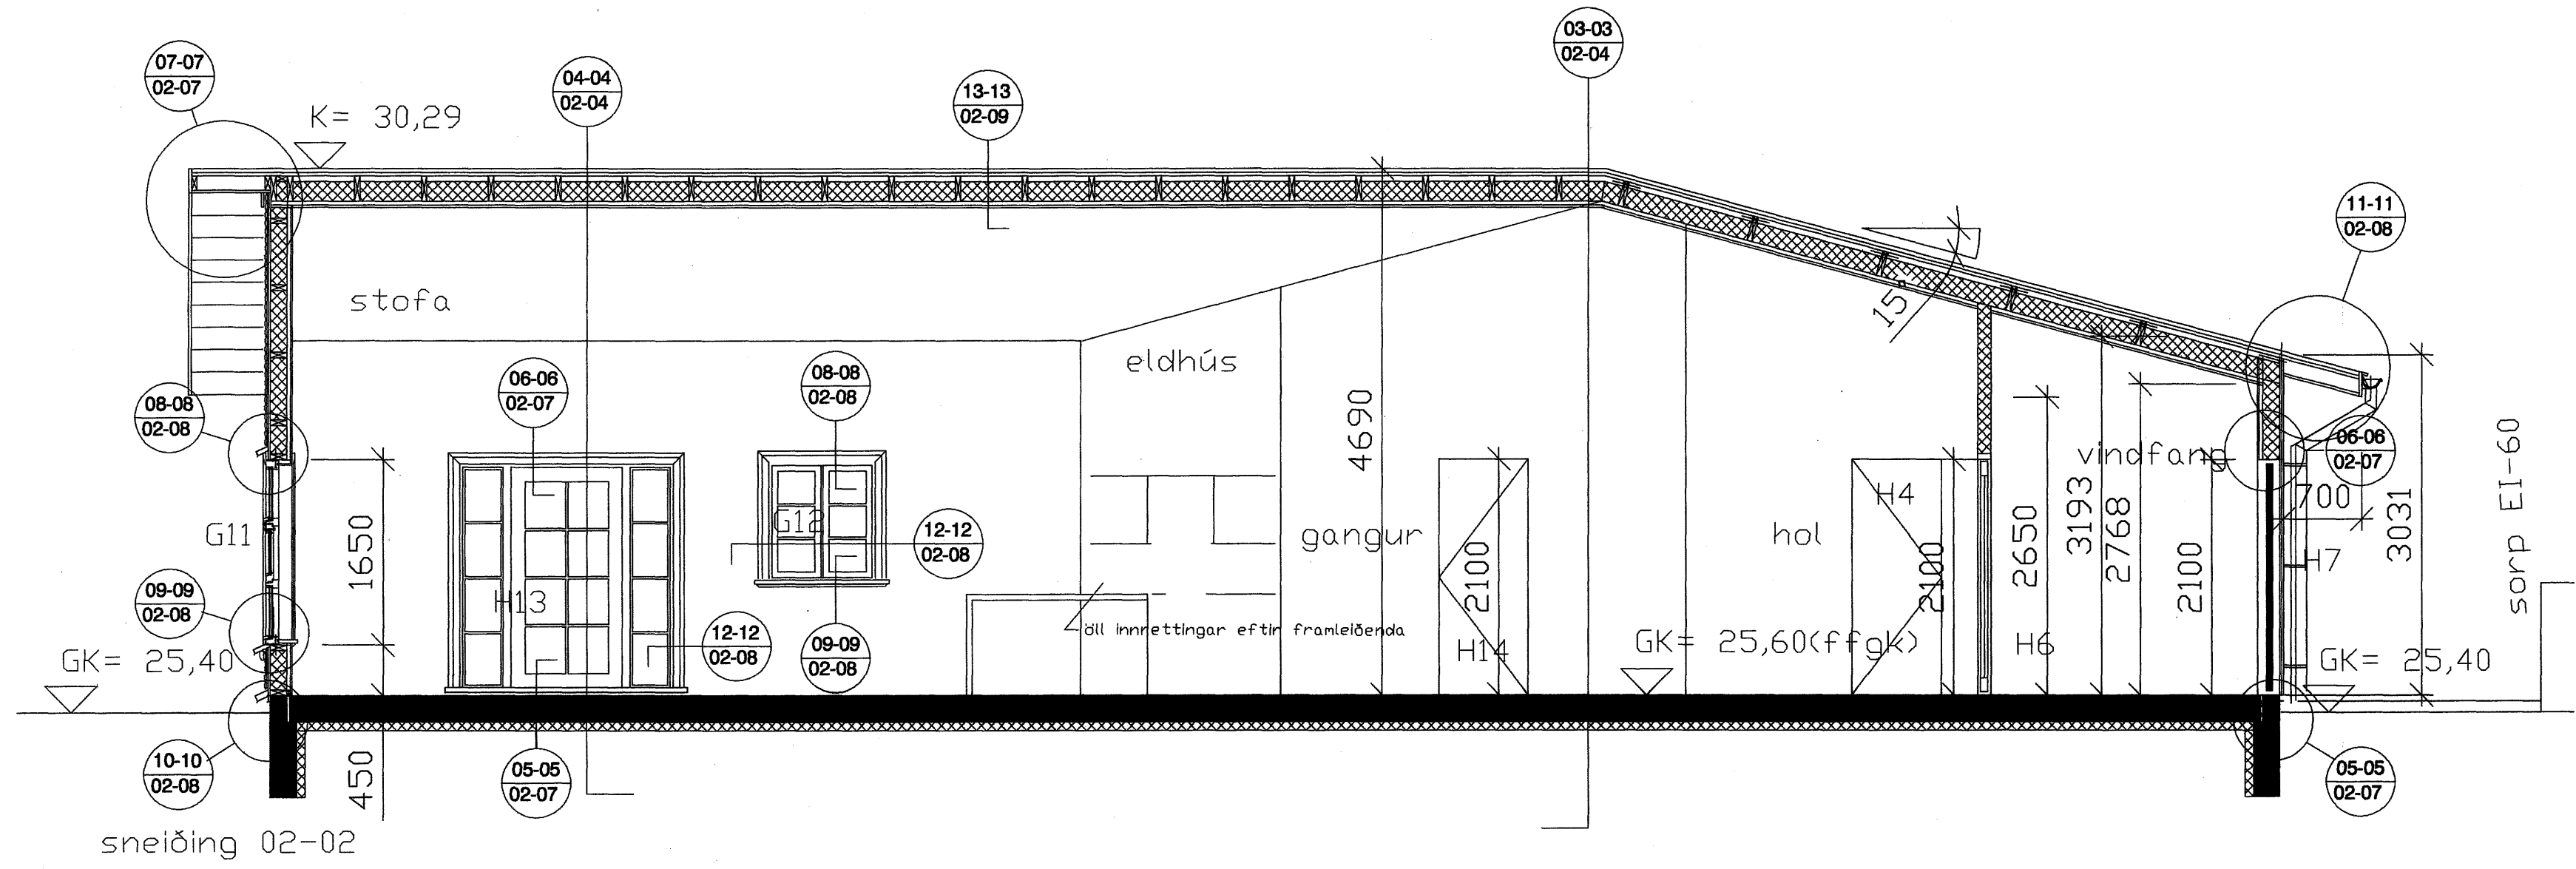 03-03
02-04
07-07
02-07
04-04
02-04
13-13
02-09
K= 30,29
11-11
02-08
stofa
15°
eldhús
06-06
02-07
08-08
02-08
08-08
02-08
4690
vindfang
06-06
02-07
sorp EI-60
G11
1650
G12
12-12
02-08
gangur
hol
H4
700
3031
2100
2100
2650
3193
2768
2100
H7
09-09
02-08
H13
öll innréttingar eftir framleiðenda
12-12
02-08
09-09
02-08
H14
GK= 25,60(ffgk)
H6
GK= 25,40
GK= 25,40
10-10
02-08
450
05-05
02-07
05-05
02-07
sneiðing 02-02